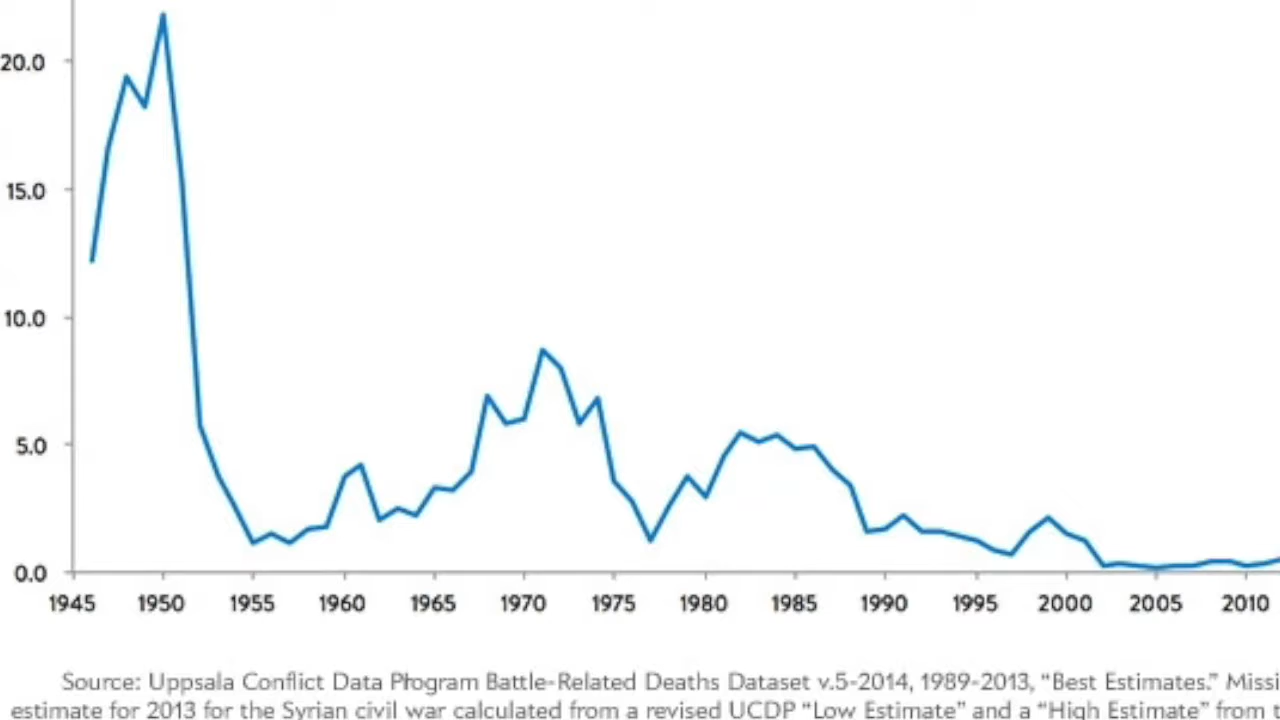 20.0
15.0
10.0
5.0
0.0
1945 1950 1955 1960 1965 1970 1975 1980 1985 1990 1995 2000 2005 2010
Source: Uppsala Conflict Data Program Battle-Related Deaths Dataset v.5-2014, 1989-2013, “Best Estimates.” Missi
estimate for 2013 for the Syrian civil war calculated from a revised UCDP “Low Estimate” and a “High Estimate” from t